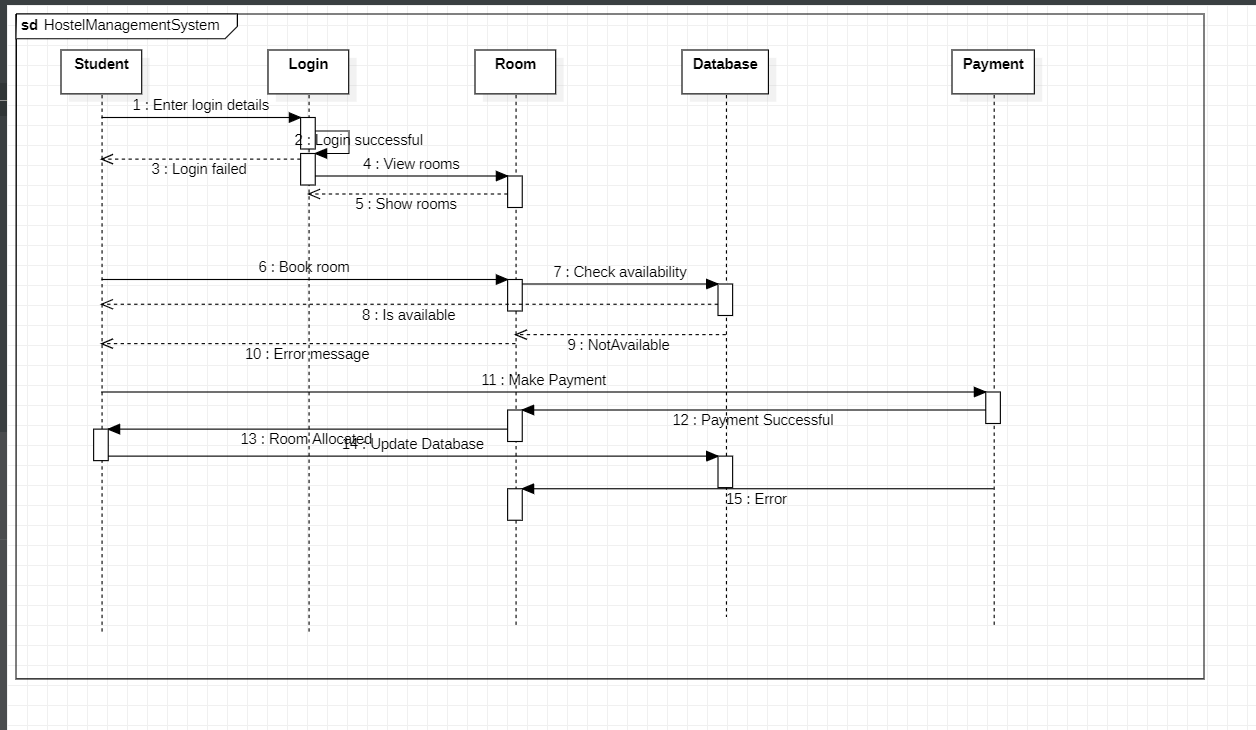 sd HostelManagementSystem
Student
Login
Room
Database
Payment
1 : Enter login details
2 : Login successful
3 : Login failed
4 : View rooms
5 : Show rooms
6 : Book room
7 : Check availability
8 : Is available
9 : NotAvailable
10 : Error message
11 : Make Payment
12 : Payment Successful
13 : Room Allocated
14 : Update Database
15 : Error